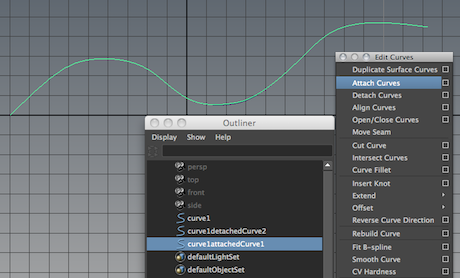 Edit Curves
Duplicate Surface Curves
Attach Curves
Detach Curves
Align Curves
Open/Close Curves
Move Seam
Cut Curve
Intersect Curves
Curve Fillet
Insert Knot
Extend
Offset
Reverse Curve Direction
Rebuild Curve
Fit B-spline
Smooth Curve
CV Hardness
Outliner
Display Show Help
persp
top
front
side
curve1
curve1detachedCurve2
curve1attachedCurve1
defaultLightSet
defaultObjectSet